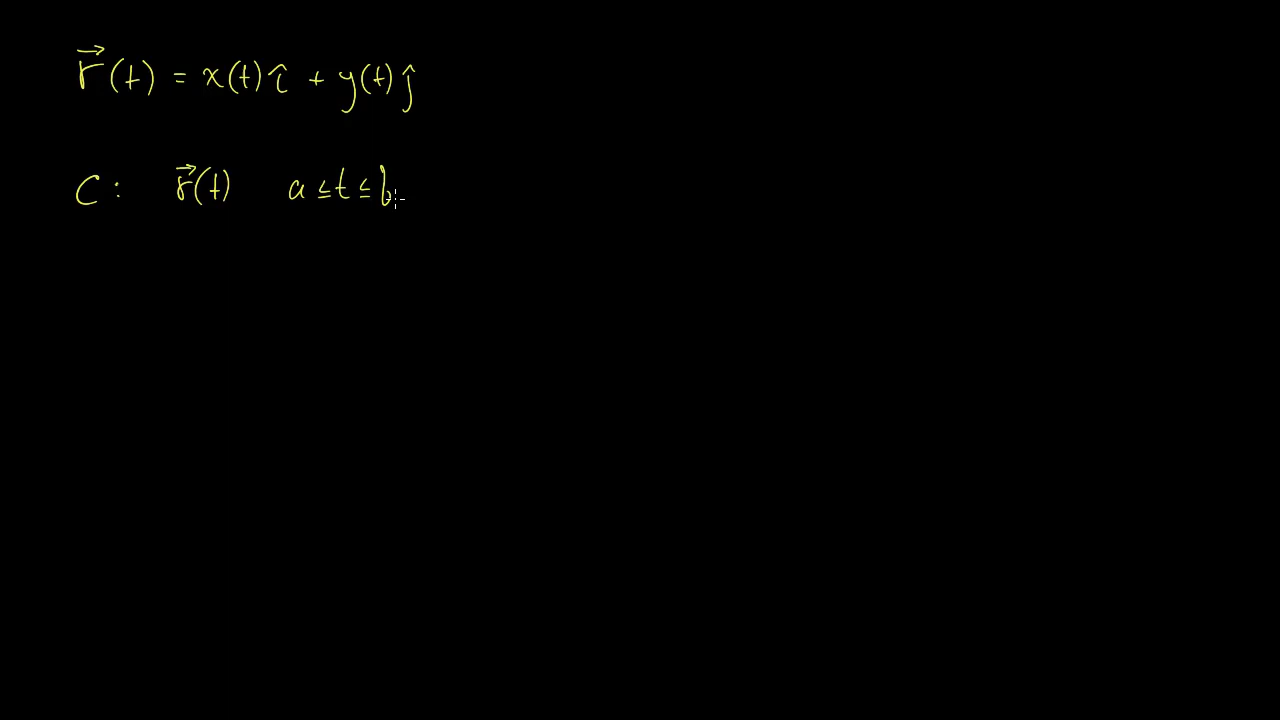 r⃗(t) = x(t)î + y(t)ĵ
C: r⃗(t) a ≤ t ≤ b